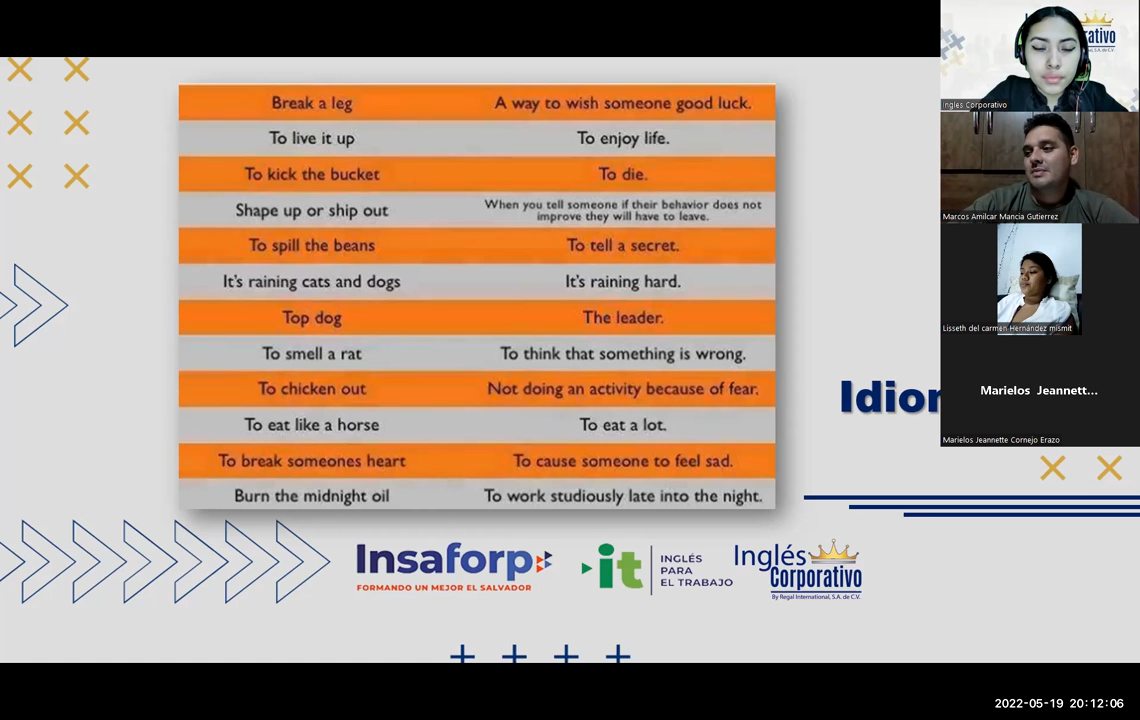 Break a leg A way to wish someone good luck.
To live it up To enjoy life.
To kick the bucket To die.
Shape up or ship out When you tell someone if their behavior does not
improve they will have to leave.
To spill the beans To tell a secret.
It's raining cats and dogs It's raining hard.
Top dog The leader.
To smell a rat To think that something is wrong.
To chicken out Not doing an activity because of fear.
To eat like a horse To eat a lot.
To break someones heart To cause someone to feel sad.
Burn the midnight oil To work studiously late into the night.
Idiom
Insaforp
FORMANDO UN MEJOR EL SALVADOR
it
INGLÉS
PARA
EL TRABAJO
Inglés
Corporativo
By Regal International, S.A. de C.V.
Ingles Corporativo
Marcos Amilcar Mancia Gutierrez
Lisseth del carmen Hernández mismit
Marielos Jeannett...
Marielos Jeannette Cornejo Erazo
2022-05-19 20:12:06